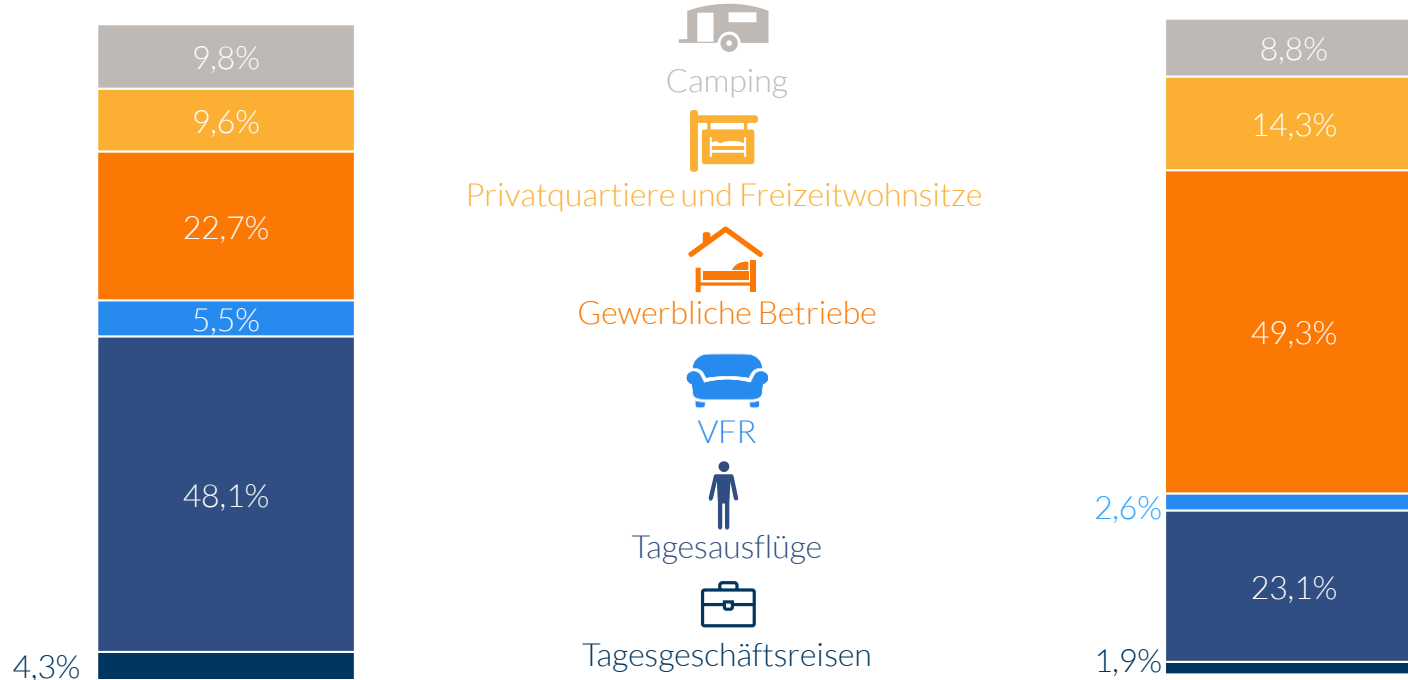 9,8%
9,6%
22,7%
5,5%
48,1%
4,3%
Camping
Privatquartiere und Freizeitwohnsitze
Gewerbliche Betriebe
VFR
Tagesausflüge
Tagesgeschäftsreisen
8,8%
14,3%
49,3%
2,6%
23,1%
1,9%